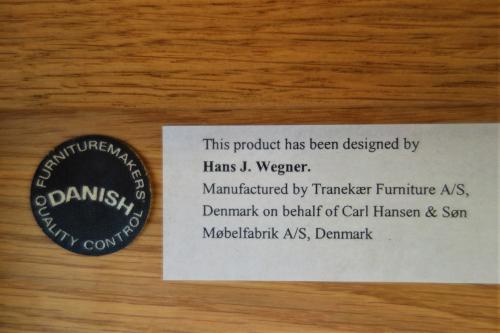 FURNITUREMAKERS'
DANISH
QUALITY CONTROL
This product has been designed by
Hans J. Wegner.
Manufactured by Tranekær Furniture A/S,
Denmark on behalf of Carl Hansen & Søn
Møbelfabrik A/S, Denmark